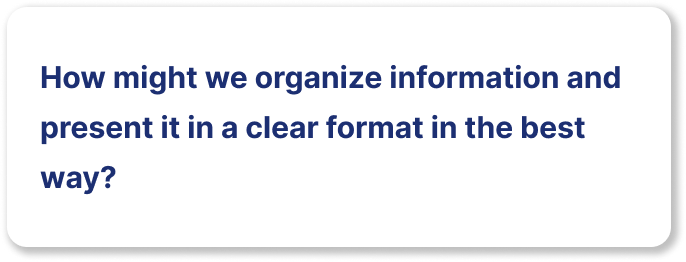 How might we organize information and
present it in a clear format in the best
way?